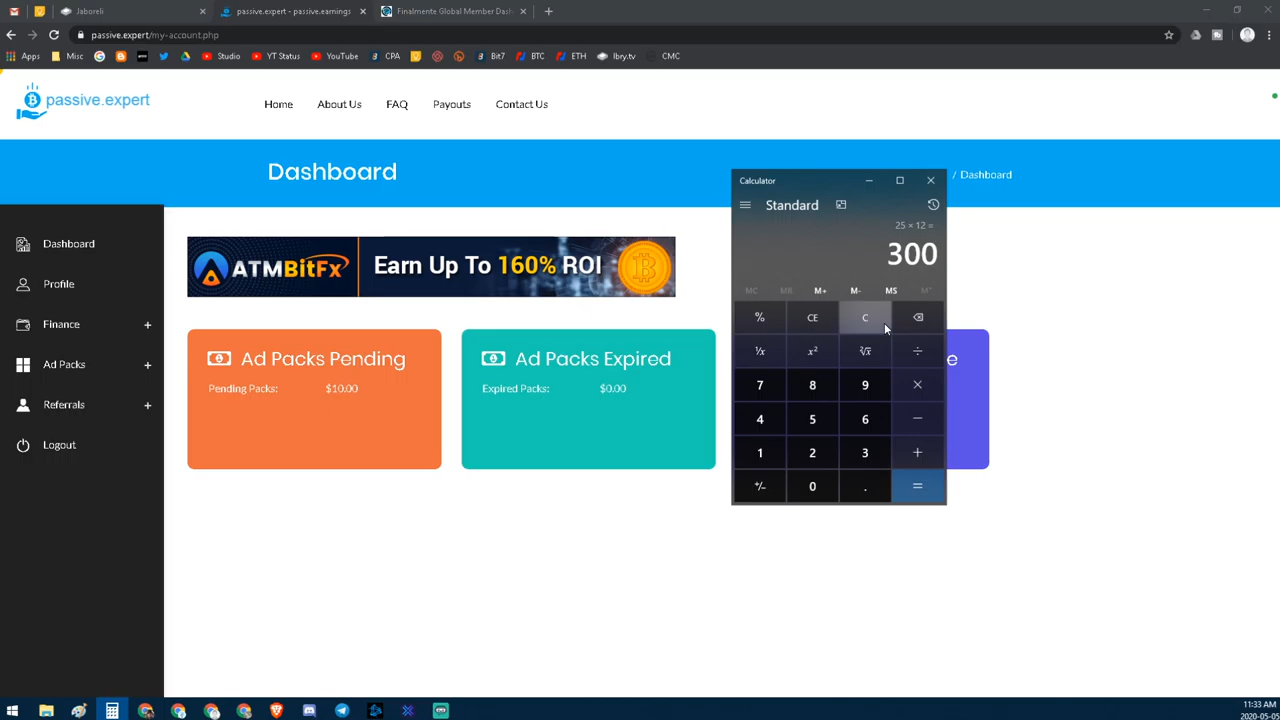 Jaboreli
passive.expert - passive.earnings
Finalmente Global Member Dash
passive.expert/my-account.php
Apps Misc Studio YT Status YouTube CPA Bit7 BTC ETH lbry.tv CMC
passive.expert
Home About Us FAQ Payouts Contact Us
Dashboard
/ Dashboard
Dashboard
Profile
Finance +
Ad Packs +
Referrals +
Logout
ATMBitFx Earn Up To 160% ROI
Ad Packs Pending
Pending Packs: $10.00
Ad Packs Expired
Expired Packs: $0.00
e
Calculator
Standard
25 × 12 =
300
MC MR M+ M- MS M˅
% CE C
¹/x x² ²√x ÷
7 8 9 ×
4 5 6 −
1 2 3 +
+/− 0 . =
11:33 AM
2020-05-05